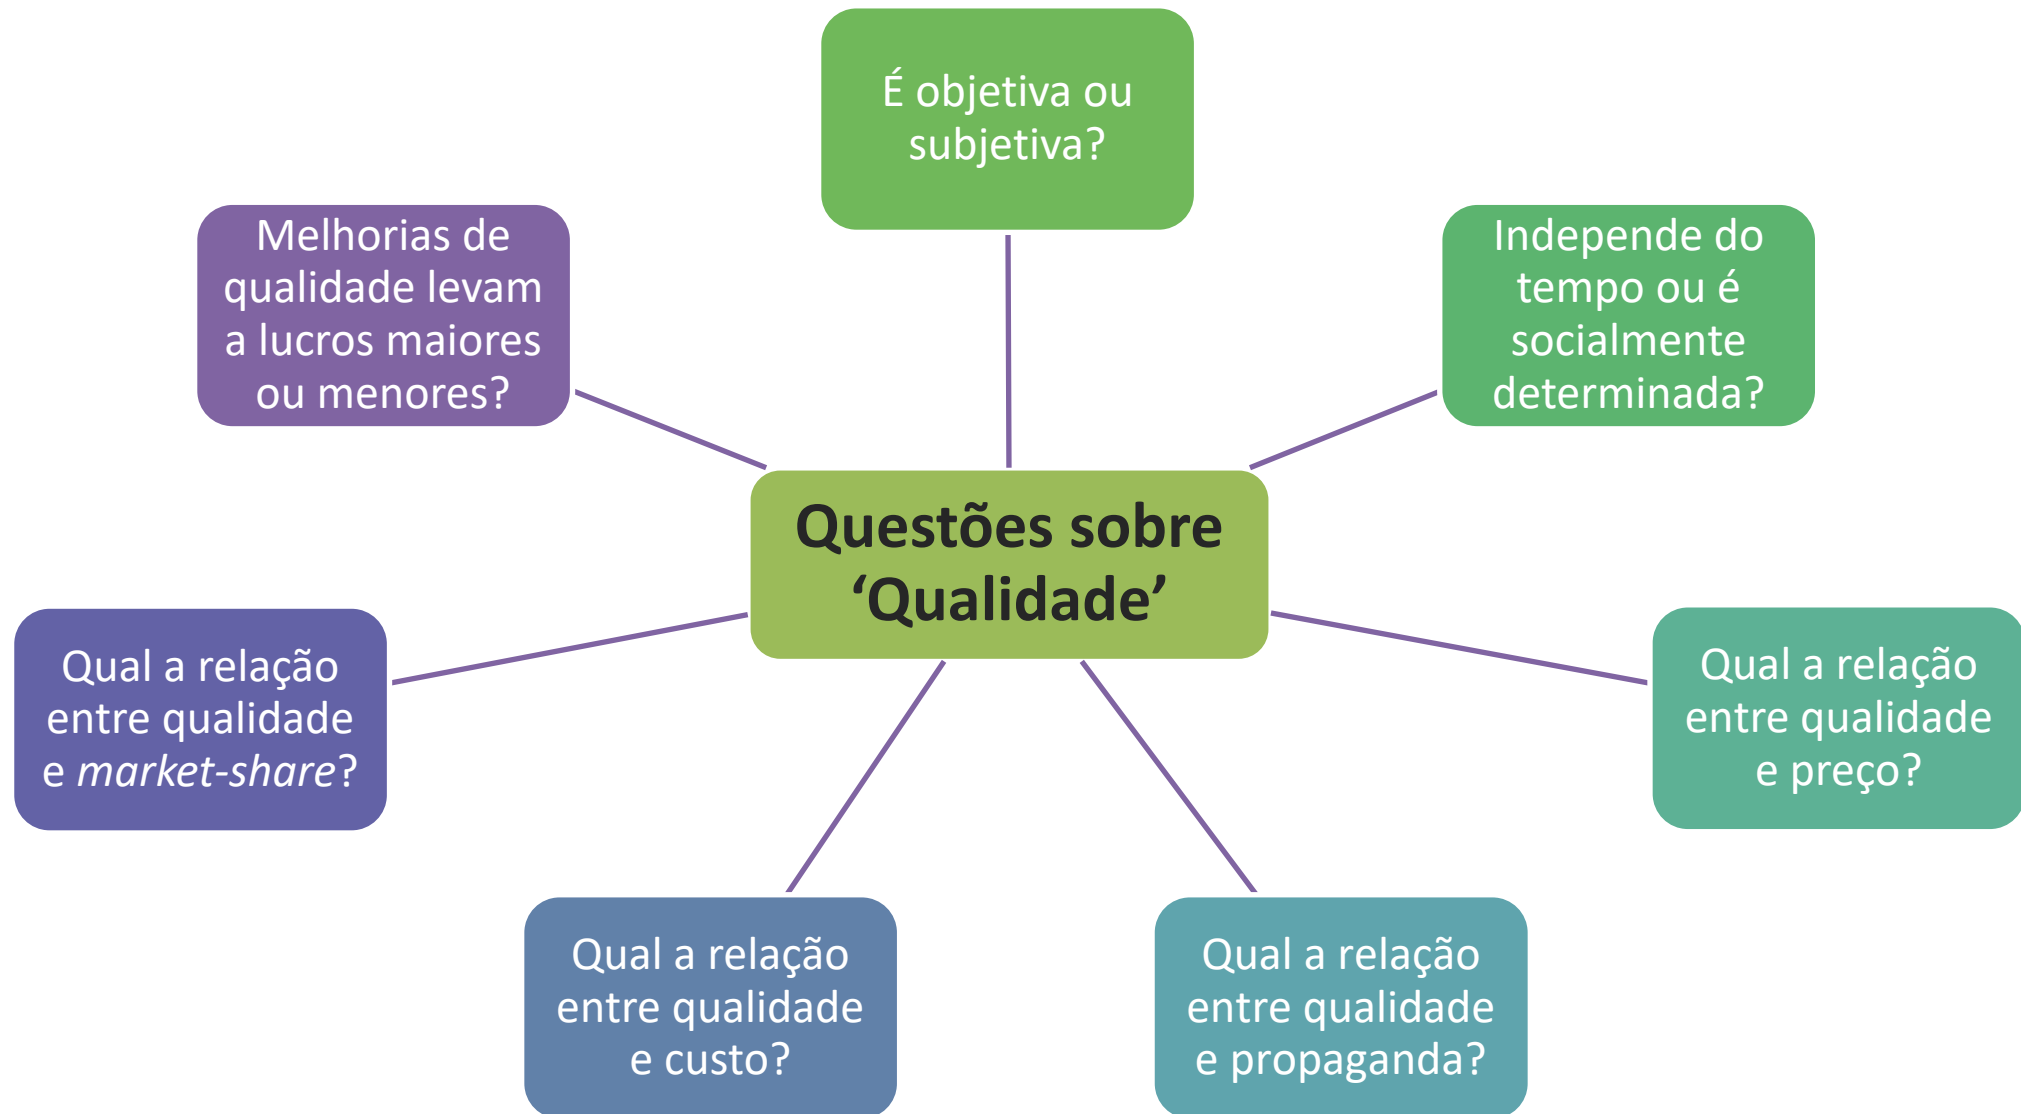 É objetiva ou
subjetiva?
Independe do
tempo ou é
socialmente
determinada?
Qual a relação
entre qualidade
e preço?
Qual a relação
entre qualidade
e propaganda?
Qual a relação
entre qualidade
e custo?
Qual a relação
entre qualidade
e market-share?
Melhorias de
qualidade levam
a lucros maiores
ou menores?
Questões sobre
‘Qualidade’